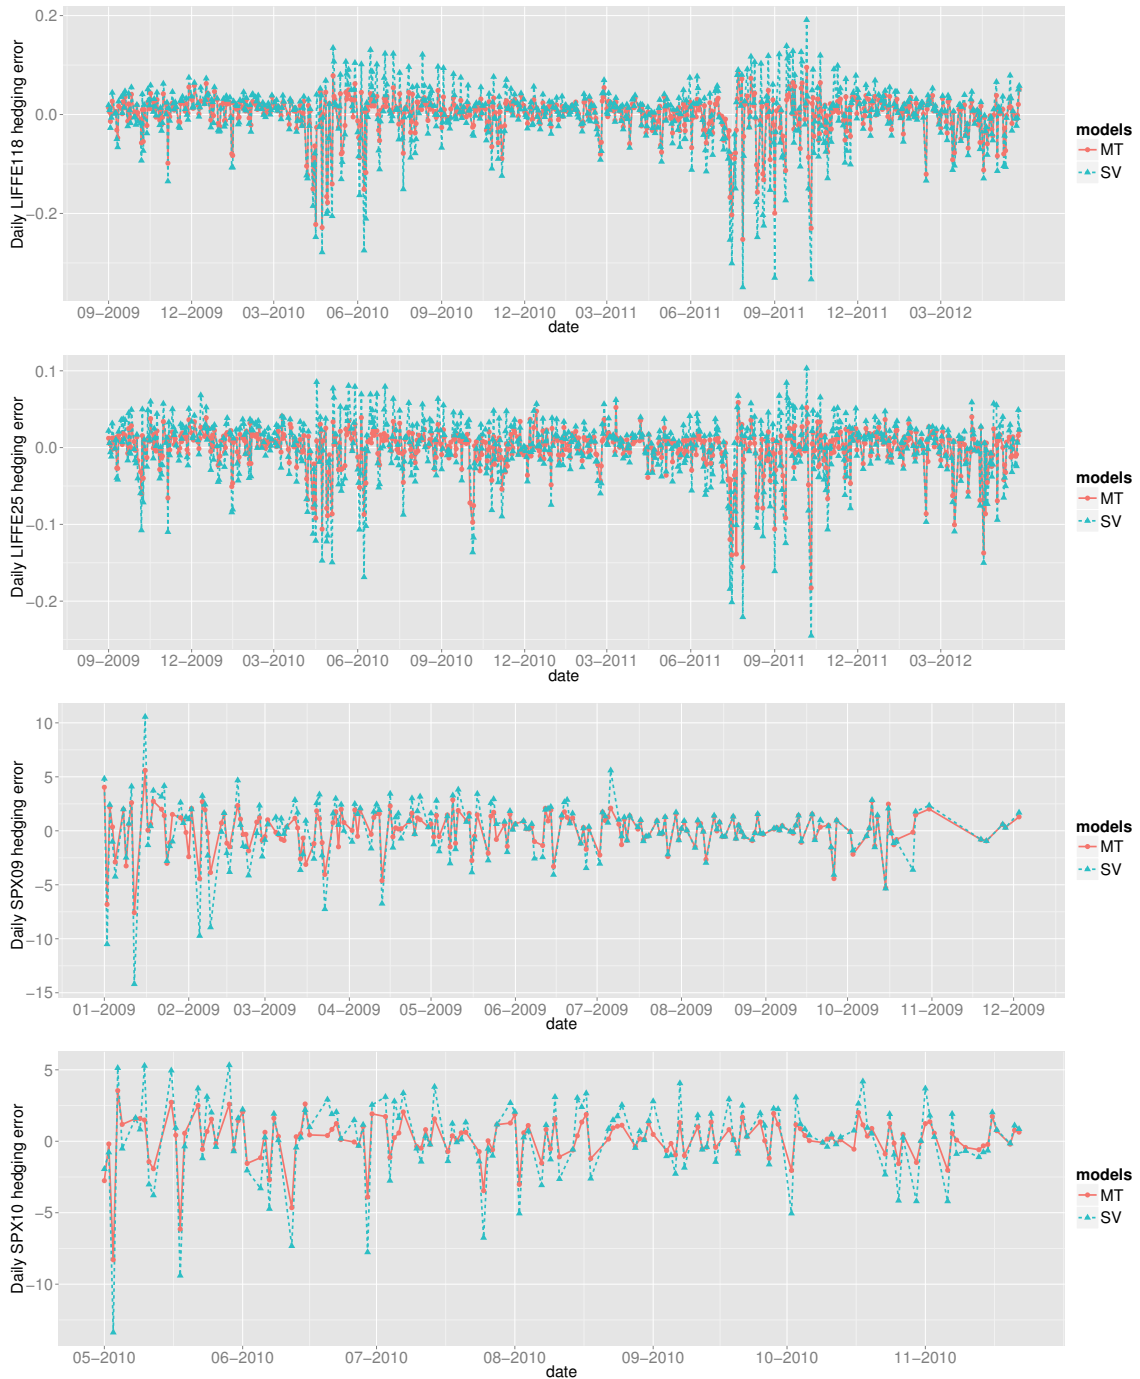 Daily LIFFE118 hedging error
0.2
0.0
−0.2
09−2009 12−2009 03−2010 06−2010 09−2010 12−2010 03−2011 06−2011 09−2011 12−2011 03−2012
date
models
MT
SV
Daily LIFFE25 hedging error
0.1
0.0
−0.1
−0.2
09−2009 12−2009 03−2010 06−2010 09−2010 12−2010 03−2011 06−2011 09−2011 12−2011 03−2012
date
models
MT
SV
Daily SPX09 hedging error
10
5
0
−5
−10
−15
01−2009 02−2009 03−2009 04−2009 05−2009 06−2009 07−2009 08−2009 09−2009 10−2009 11−2009 12−2009
date
models
MT
SV
Daily SPX10 hedging error
5
0
−5
−10
05−2010 06−2010 07−2010 08−2010 09−2010 10−2010 11−2010
date
models
MT
SV